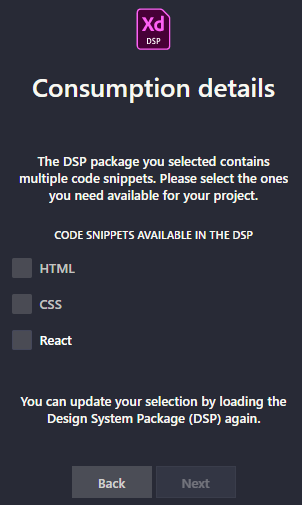 Xd
DSP
Consumption details
The DSP package you selected contains
multiple code snippets. Please select the ones
you need available for your project.
CODE SNIPPETS AVAILABLE IN THE DSP
HTML
CSS
React
You can update your selection by loading the
Design System Package (DSP) again.
Back
Next